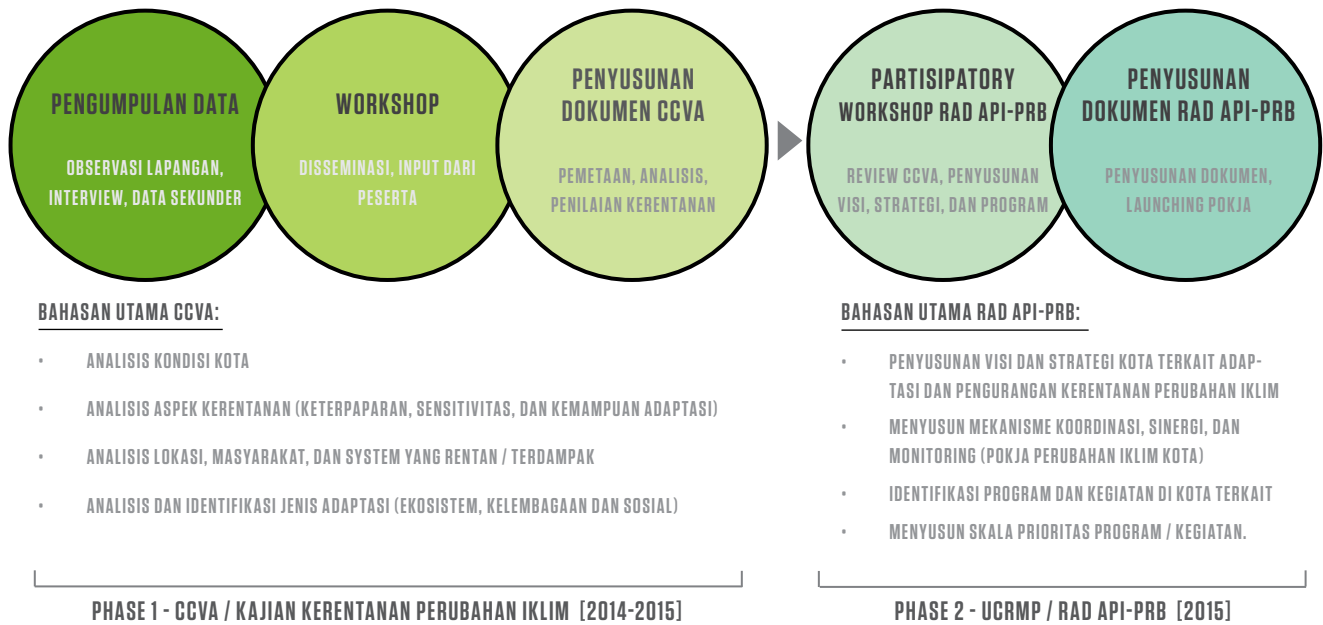 PENGUMPULAN DATA
OBSERVASI LAPANGAN,
INTERVIEW, DATA SEKUNDER
WORKSHOP
DISSEMINASI, INPUT DARI
PESERTA
PENYUSUNAN
DOKUMEN CCVA
PEMETAAN, ANALISIS,
PENILAIAN KERENTANAN
PARTISIPATORY
WORKSHOP RAD API-PRB
REVIEW CCVA, PENYUSUNAN
VISI, STRATEGI, DAN PROGRAM
PENYUSUNAN
DOKUMEN RAD API-PRB
PENYUSUNAN DOKUMEN,
LAUNCHING POKJA
BAHASAN UTAMA CCVA:
• ANALISIS KONDISI KOTA
• ANALISIS ASPEK KERENTANAN (KETERPAPARAN, SENSITIVITAS, DAN KEMAMPUAN ADAPTASI)
• ANALISIS LOKASI, MASYARAKAT, DAN SYSTEM YANG RENTAN / TERDAMPAK
• ANALISIS DAN IDENTIFIKASI JENIS ADAPTASI (EKOSISTEM, KELEMBAGAAN DAN SOSIAL)
PHASE 1 - CCVA / KAJIAN KERENTANAN PERUBAHAN IKLIM [2014-2015]
BAHASAN UTAMA RAD API-PRB:
• PENYUSUNAN VISI DAN STRATEGI KOTA TERKAIT ADAP-
TASI DAN PENGURANGAN KERENTANAN PERUBAHAN IKLIM
• MENYUSUN MEKANISME KOORDINASI, SINERGI, DAN
MONITORING (POKJA PERUBAHAN IKLIM KOTA)
• IDENTIFIKASI PROGRAM DAN KEGIATAN DI KOTA TERKAIT
• MENYUSUN SKALA PRIORITAS PROGRAM / KEGIATAN.
PHASE 2 - UCRMP / RAD API-PRB [2015]